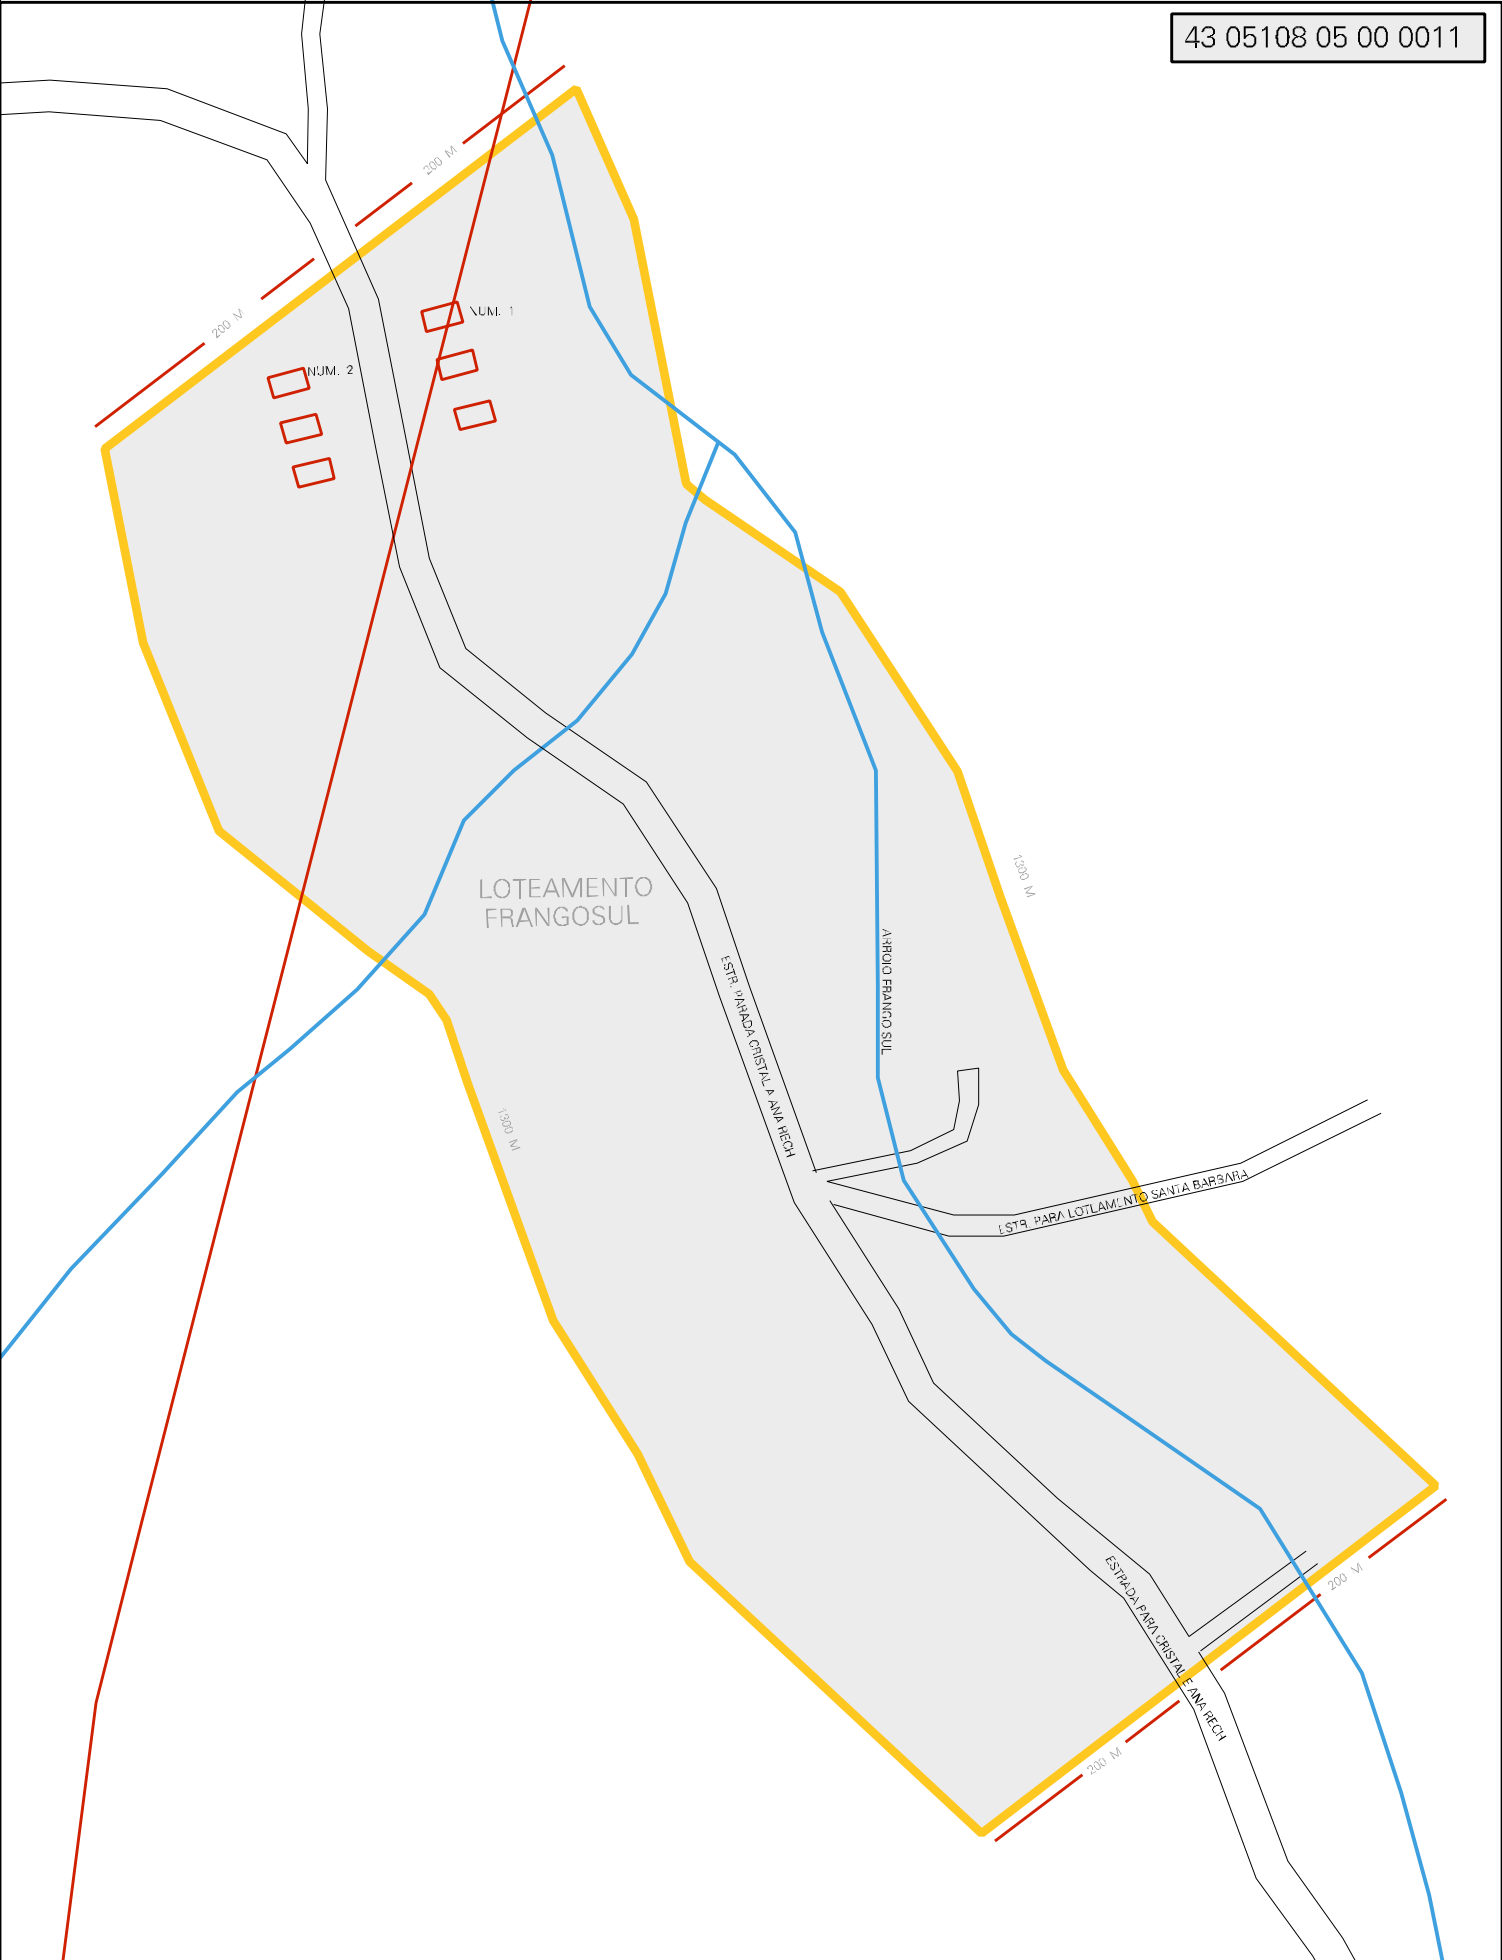 43 05108 05 00 0011
200 M
200 M
NUM. 1
NUM. 2
1300 M
LOTEAMENTO
FRANGOSUL
ARROIO FRANGO SUL
ESTR. PARADA CRISTAL A ANA RECH
1300 M
ESTR. PARA LOTEAMENTO SANTA BARBARA
ESTRADA PARA CRISTAL E ANA RECH
200 M
200 M